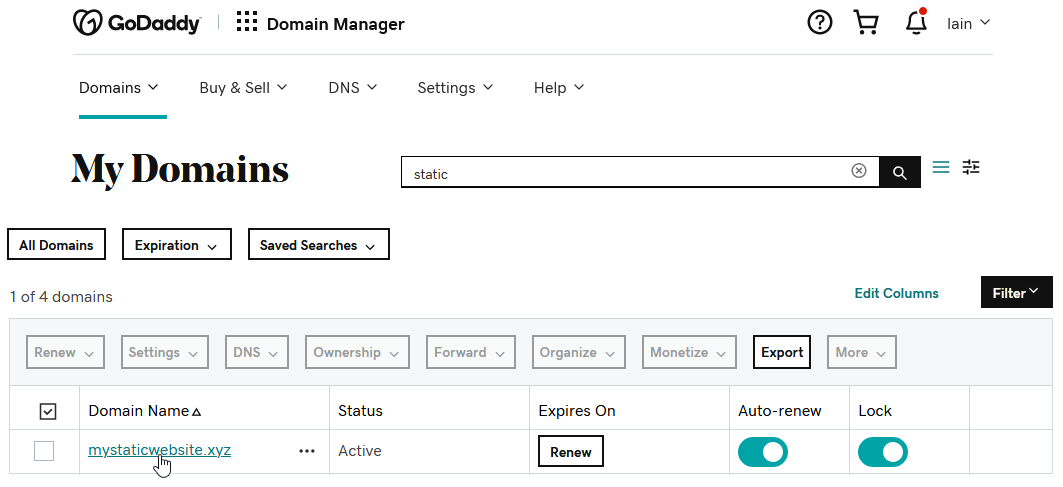 GoDaddy Domain Manager Iain
Domains Buy & Sell DNS Settings Help
My Domains static
All Domains Expiration Saved Searches
1 of 4 domains Edit Columns Filter
Renew Settings DNS Ownership Forward Organize Monetize Export More
Domain Name Status Expires On Auto-renew Lock
mystaticwebsite.xyz ••• Active Renew